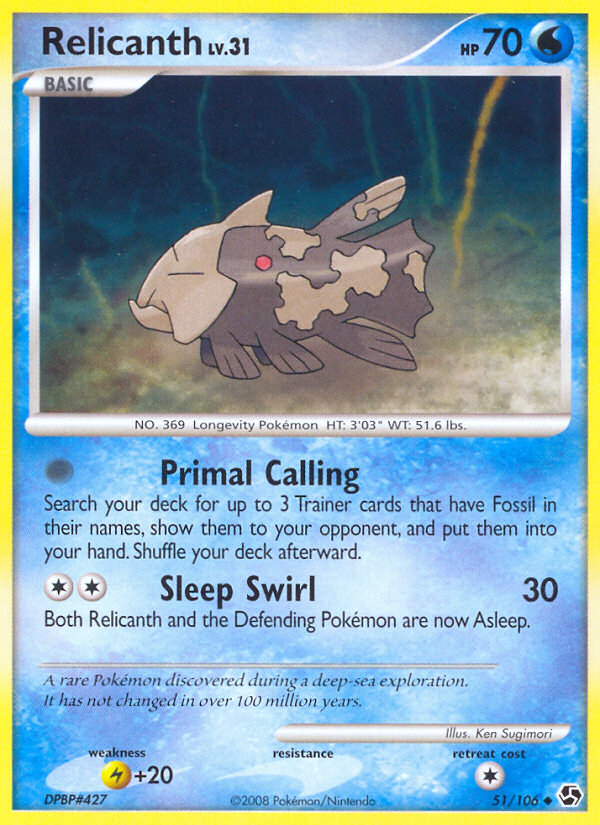 Relicanth LV.31 HP 70
BASIC
NO. 369 Longevity Pokémon HT: 3'03" WT: 51.6 lbs.
Primal Calling
Search your deck for up to 3 Trainer cards that have Fossil in
their names, show them to your opponent, and put them into
your hand. Shuffle your deck afterward.
Sleep Swirl 30
Both Relicanth and the Defending Pokémon are now Asleep.
A rare Pokémon discovered during a deep-sea exploration.
It has not changed in over 100 million years.
Illus. Ken Sugimori
weakness resistance retreat cost
+20
DPBP#427 ©2008 Pokémon/Nintendo 51/106